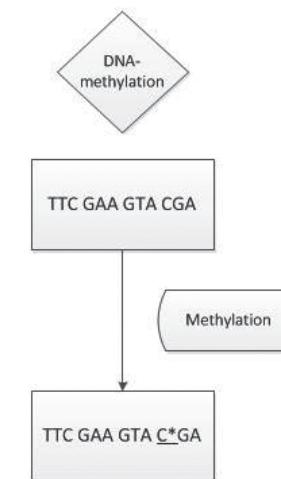 DNA-
methylation
TTC GAA GTA CGA
Methylation
TTC GAA GTA C*GA